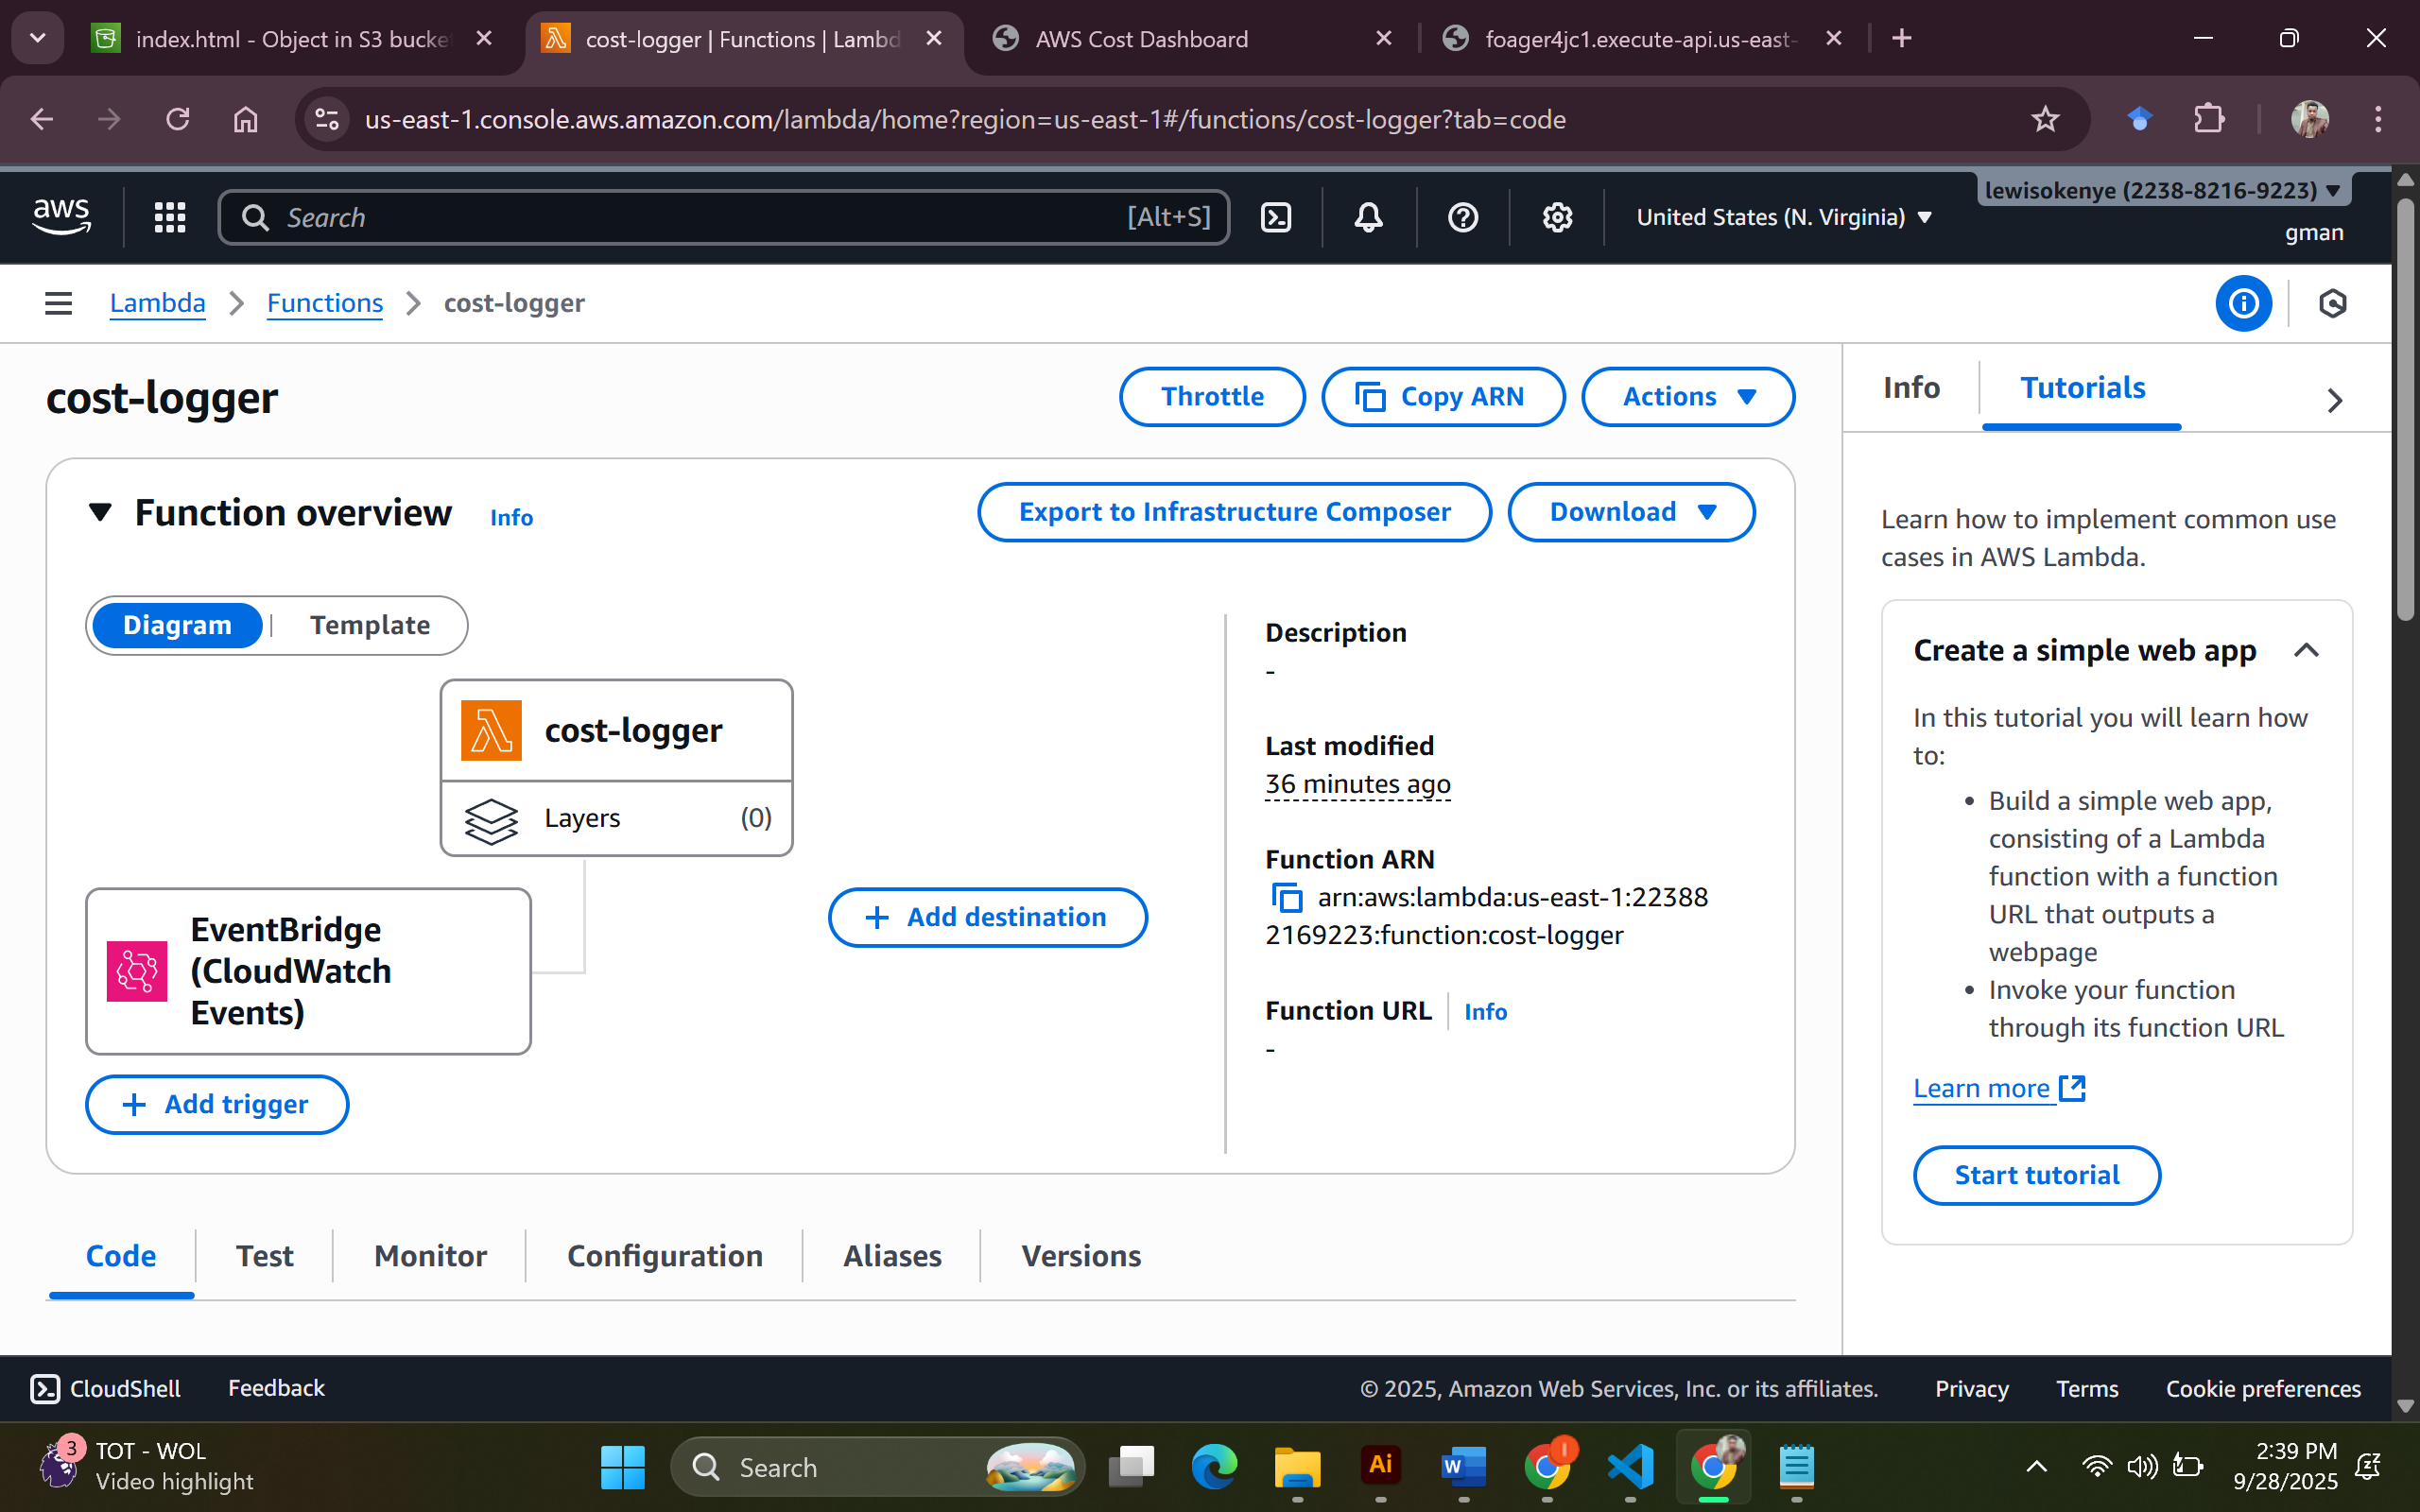 index.html - Object in S3 bucke
cost-logger | Functions | Lambd
AWS Cost Dashboard
foager4jc1.execute-api.us-east-
us-east-1.console.aws.amazon.com/lambda/home?region=us-east-1#/functions/cost-logger?tab=code
aws
Search
[Alt+S]
United States (N. Virginia)
lewisokenye (2238-8216-9223)
gman
Lambda
Functions
cost-logger
cost-logger
Throttle
Copy ARN
Actions
Info
Tutorials
Function overview
Info
Export to Infrastructure Composer
Download
Diagram
Template
cost-logger
Layers
(0)
EventBridge
(CloudWatch
Events)
Add trigger
Add destination
Description
-
Last modified
36 minutes ago
Function ARN
arn:aws:lambda:us-east-1:22388
2169223:function:cost-logger
Function URL
Info
-
Learn how to implement common use
cases in AWS Lambda.
Create a simple web app
In this tutorial you will learn how
to:
• Build a simple web app,
consisting of a Lambda
function with a function
URL that outputs a
webpage
• Invoke your function
through its function URL
Learn more
Start tutorial
Code
Test
Monitor
Configuration
Aliases
Versions
CloudShell
Feedback
© 2025, Amazon Web Services, Inc. or its affiliates.
Privacy
Terms
Cookie preferences
3
TOT - WOL
Video highlight
Search
Ai
W
2:39 PM
9/28/2025